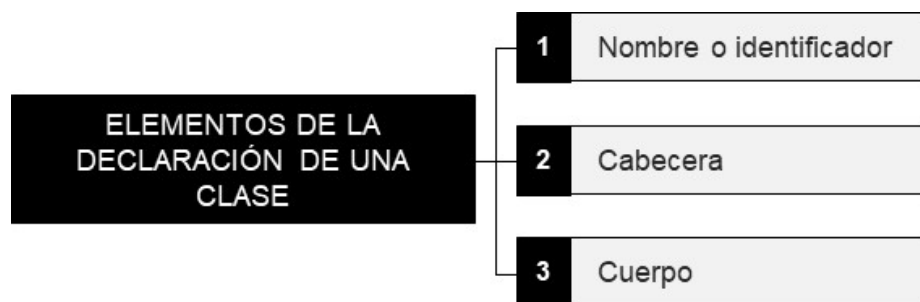 ELEMENTOS DE LA
DECLARACIÓN DE UNA
CLASE
1 Nombre o identificador
2 Cabecera
3 Cuerpo